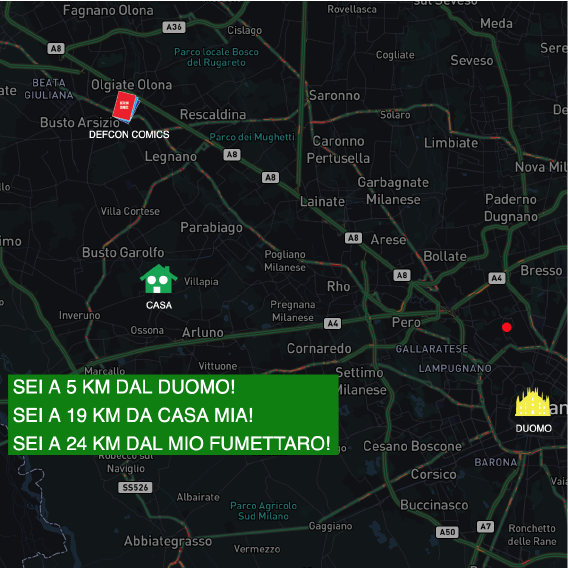 Fagnano Olona
Rovellasca
sul Seveso
A36
Cislago
Meda
A8
Parco locale Bosco
del Rugareto
Cogliate
Seveso
BEATA
GIULIANA
Olgiate Olona
Saronno
Busto Arsizio
Rescaldina
Solaro
DEFCON COMICS
Parco dei Mughetti
Caronno
Pertusella
Limbiate
Legnano
A8
Nova Mil
A8
Garbagnate
Milanese
Lainate
Paderno
Dugnano
Villa Cortese
Parabiago
A8
Arese
Busto Garolfo
Pogliano
Milanese
Bollate
A8
A4
Bresso
Villapia
Rho
CASA
Pregnana
Milanese
Inveruno
Ossona
Arluno
A4
Pero
Cornaredo
GALLARATESE
Marcallo
Vittuone
Settimo
Milanese
LAMPUGNANO
SEI A 5 KM DAL DUOMO!
SEI A 19 KM DA CASA MIA!
SEI A 24 KM DAL MIO FUMETTARO!
DUOMO
Cesano Boscone
BARONA
Robecco sul
Naviglio
Corsico
SS526
Albairate
Parco Agricolo
Sud Milano
Buccinasco
Gaggiano
A50
A7
Ronchetto
delle Rane
Abbiategrasso
Vermezzo